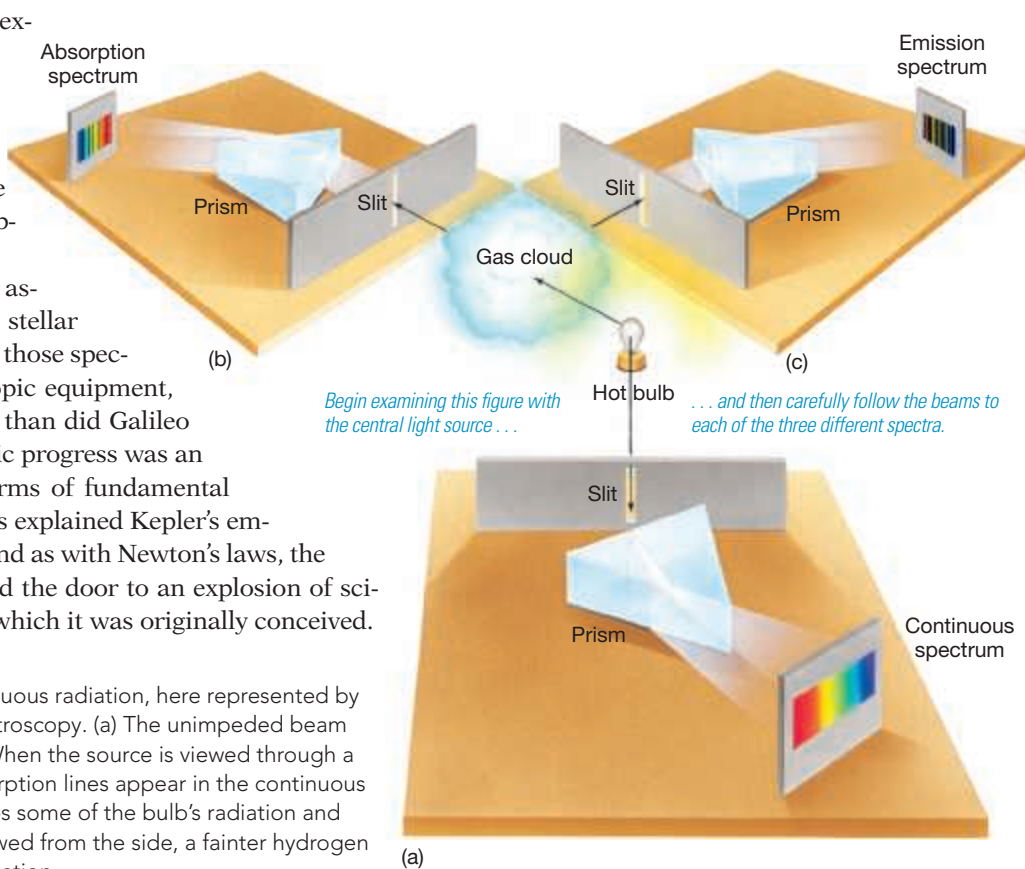 ex-
Absorption
spectrum
Emission
spectrum
Slit
Prism
Slit
Prism
Gas cloud
as-
stellar
those spec-
(b)
(c)
opic equipment,
Hot bulb
Begin examining this figure with
the central light source . . .
. . . and then carefully follow the beams to
each of the three different spectra.
than did Galileo
ic progress was an
rms of fundamental
s explained Kepler's em-
nd as with Newton's laws, the
d the door to an explosion of sci-
which it was originally conceived.
Slit
Prism
Continuous
spectrum
uous radiation, here represented by
troscopy. (a) The unimpeded beam
When the source is viewed through a
rption lines appear in the continuous
s some of the bulb's radiation and
wed from the side, a fainter hydrogen
(a)